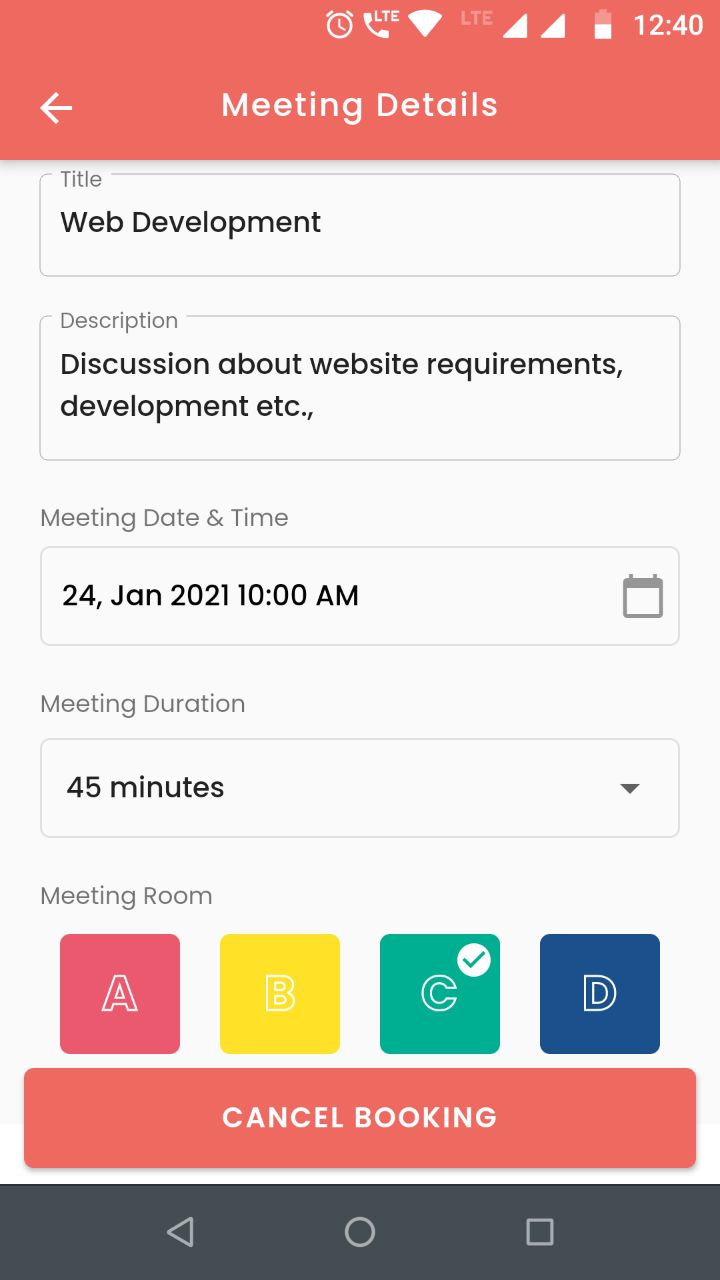 LTE LTE 12:40
Meeting Details
Title
Web Development
Description
Discussion about website requirements,
development etc.,
Meeting Date & Time
24, Jan 2021 10:00 AM
Meeting Duration
45 minutes
Meeting Room
A B C D
CANCEL BOOKING